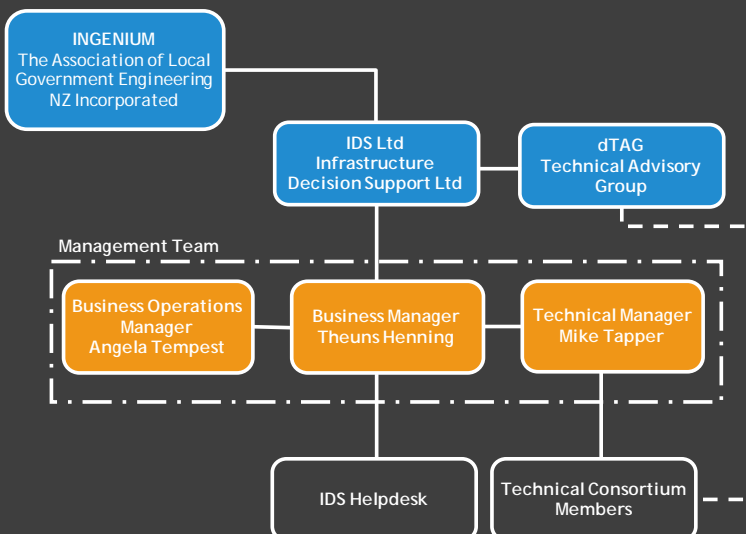 INGENIUM
The Association of Local
Government Engineering
NZ Incorporated
IDS Ltd
Infrastructure
Decision Support Ltd
dTAG
Technical Advisory
Group
Management Team
Business Operations
Manager
Angela Tempest
Business Manager
Theuns Henning
Technical Manager
Mike Tapper
IDS Helpdesk
Technical Consortium
Members